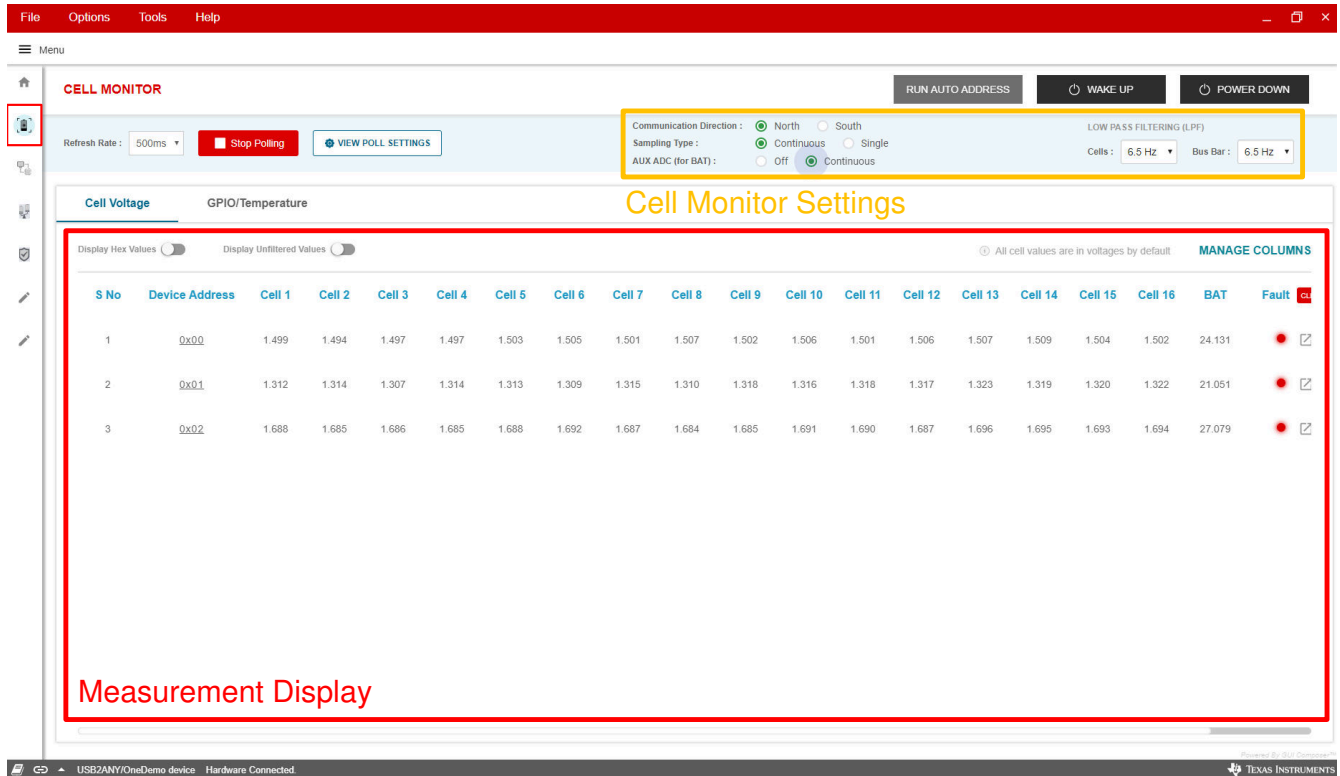 File Options Tools Help
Menu
CELL MONITOR RUN AUTO ADDRESS WAKE UP POWER DOWN
Communication Direction : North South LOW PASS FILTERING (LPF)
Refresh Rate : 500ms Stop Polling VIEW POLL SETTINGS Sampling Type : Continuous Single Cells : 6.5 Hz Bus Bar : 6.5 Hz
AUX ADC (for BAT) : Off Continuous
Cell Voltage GPIO/Temperature Cell Monitor Settings
Display Hex Values Display Unfiltered Values All cell values are in voltages by default MANAGE COLUMNS
S No Device Address Cell 1 Cell 2 Cell 3 Cell 4 Cell 5 Cell 6 Cell 7 Cell 8 Cell 9 Cell 10 Cell 11 Cell 12 Cell 13 Cell 14 Cell 15 Cell 16 BAT Fault
1 0x00 1.499 1.494 1.497 1.497 1.503 1.505 1.501 1.507 1.502 1.506 1.501 1.506 1.507 1.509 1.504 1.502 24.131
2 0x01 1.312 1.314 1.307 1.314 1.313 1.309 1.315 1.310 1.318 1.316 1.318 1.317 1.323 1.319 1.320 1.322 21.051
3 0x02 1.688 1.685 1.686 1.685 1.688 1.692 1.687 1.684 1.685 1.691 1.690 1.687 1.696 1.695 1.693 1.694 27.079
Measurement Display
Powered By GUI Composer™
USB2ANY/OneDemo device Hardware Connected. TEXAS INSTRUMENTS